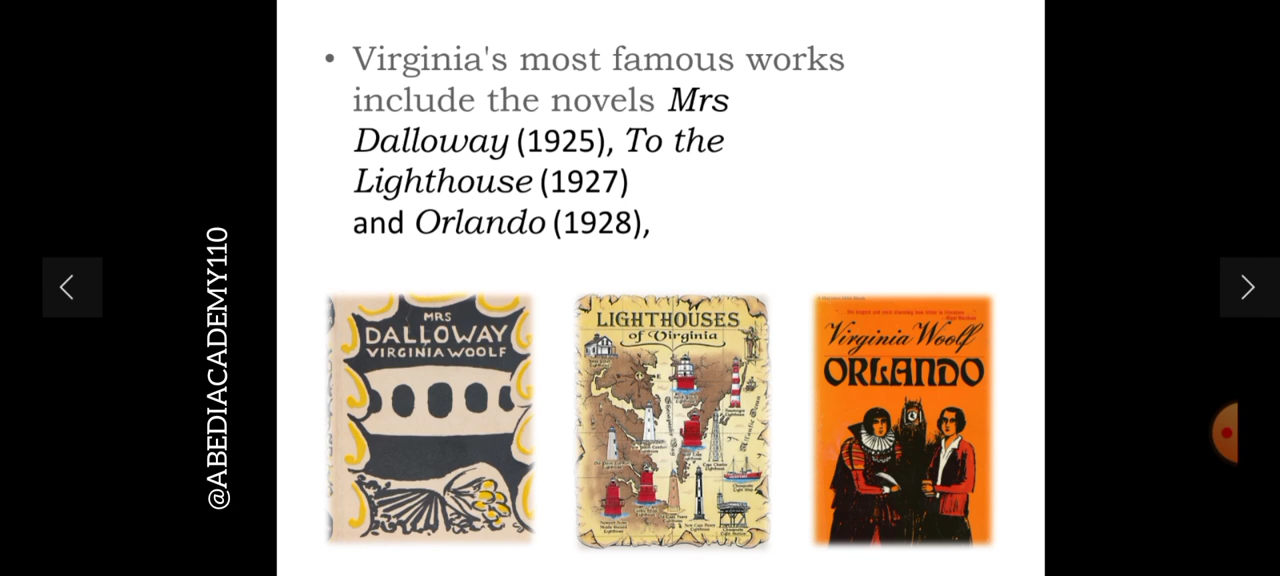 • Virginia's most famous works
include the novels Mrs
Dalloway (1925), To the
Lighthouse (1927)
and Orlando (1928),
@ABEDIACADEMY110
MRS
DALLOWAY
VIRGINIA WOOLF
LIGHTHOUSES
of Virginia
Virginia Woolf
ORLANDO